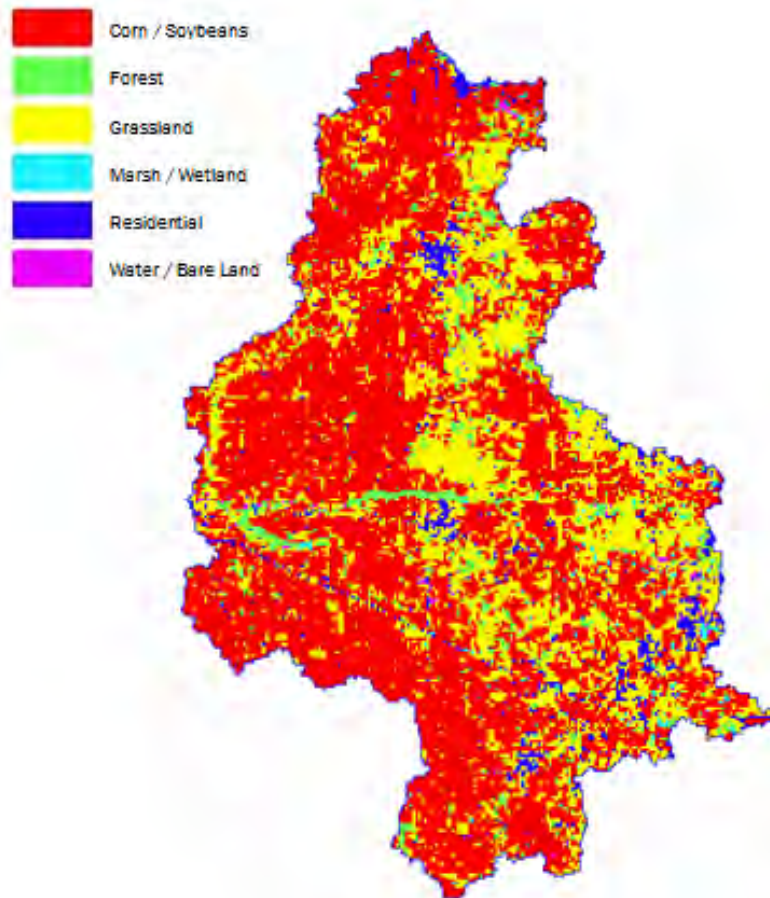 Corn / Soybeans
Forest
Grassland
Marsh / Wetland
Residential
Water / Bare Land